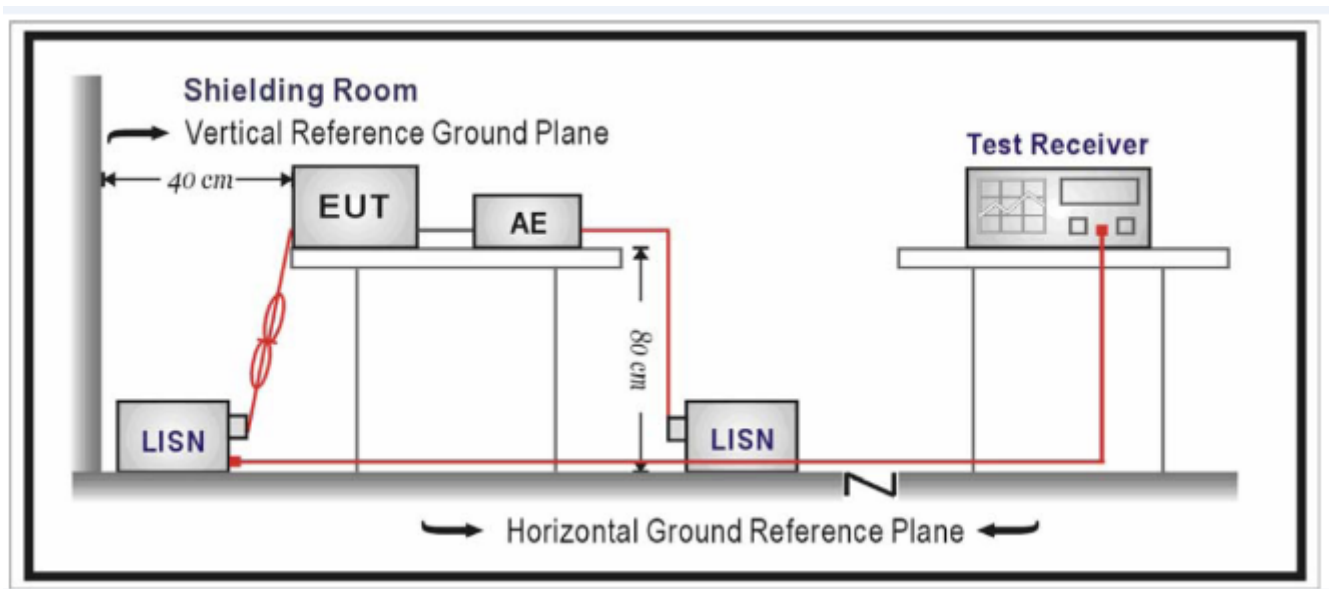 Shielding Room
Vertical Reference Ground Plane
Test Receiver
40 cm
EUT
AE
80 cm
LISN
LISN
Horizontal Ground Reference Plane